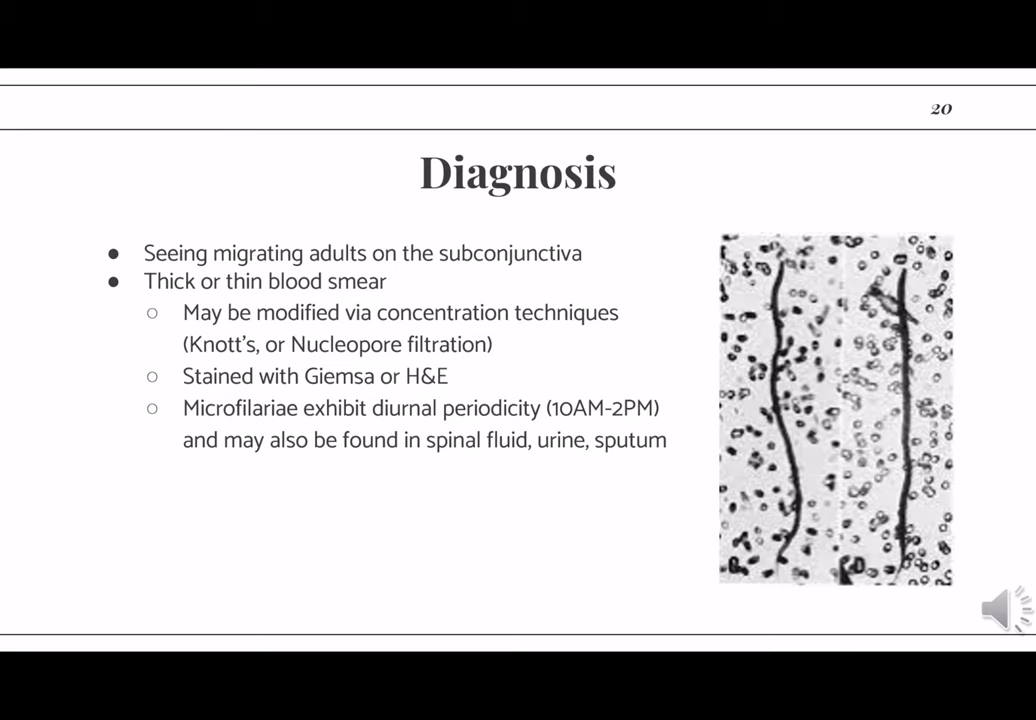 20
Diagnosis
● Seeing migrating adults on the subconjunctiva
● Thick or thin blood smear
○ May be modified via concentration techniques
(Knott's, or Nucleopore filtration)
○ Stained with Giemsa or H&E
○ Microfilariae exhibit diurnal periodicity (10AM-2PM)
and may also be found in spinal fluid, urine, sputum